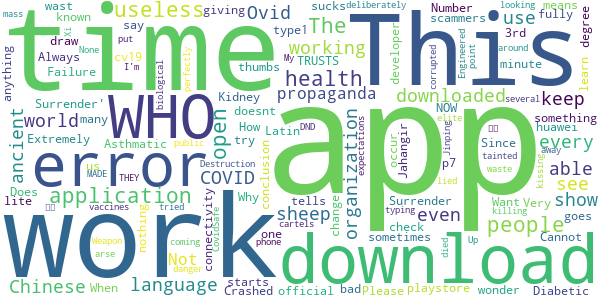 mass wast known giving Ovid sucks deliberately looking means fully
Xi draw None useless say scammers Number use 3rd degree
Always type1 The developer around
anything Failure put I'm working minute point learn
cv19 biological perfectly thumbs My TRUSTS Engineered
time This
Kidney health corrupted
Surrender' propaganda downloaded NOW keep
WHO doesnt p7 Since something
ancient world many open How Latin DND try Jahangir occur limping elite huawei every
Extremely public expectations tainted several
Asthmatic
error app
is Destruction COVID lied away able
application THEY MADE conclusion organization typing waste see
Does Why tells Surrender Want Very show
lite vaccines tried CovidSafe connectivity change even killing kissing people
work download
nothing Weapon arse Not one phone sheep check goes
starts cartels sometimes Cannot
Chinese When language coming danger Crashed official bad Please died playstore Up wonder Diabetic